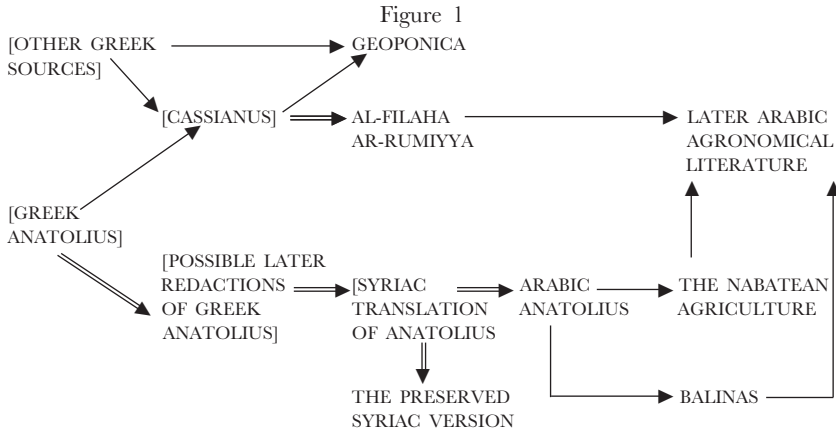 Figure 1
[OTHER GREEK
SOURCES]
GEOPONICA
[CASSIANUS]
AL-FILAHA
AR-RUMIYYA
LATER ARABIC
AGRONOMICAL
LITERATURE
[GREEK
ANATOLIUS]
[POSSIBLE LATER
REDACTIONS
OF GREEK
ANATOLIUS]
[SYRIAC
TRANSLATION
OF ANATOLIUS
ARABIC
ANATOLIUS
THE NABATEAN
AGRICULTURE
THE PRESERVED
SYRIAC VERSION
BALINAS